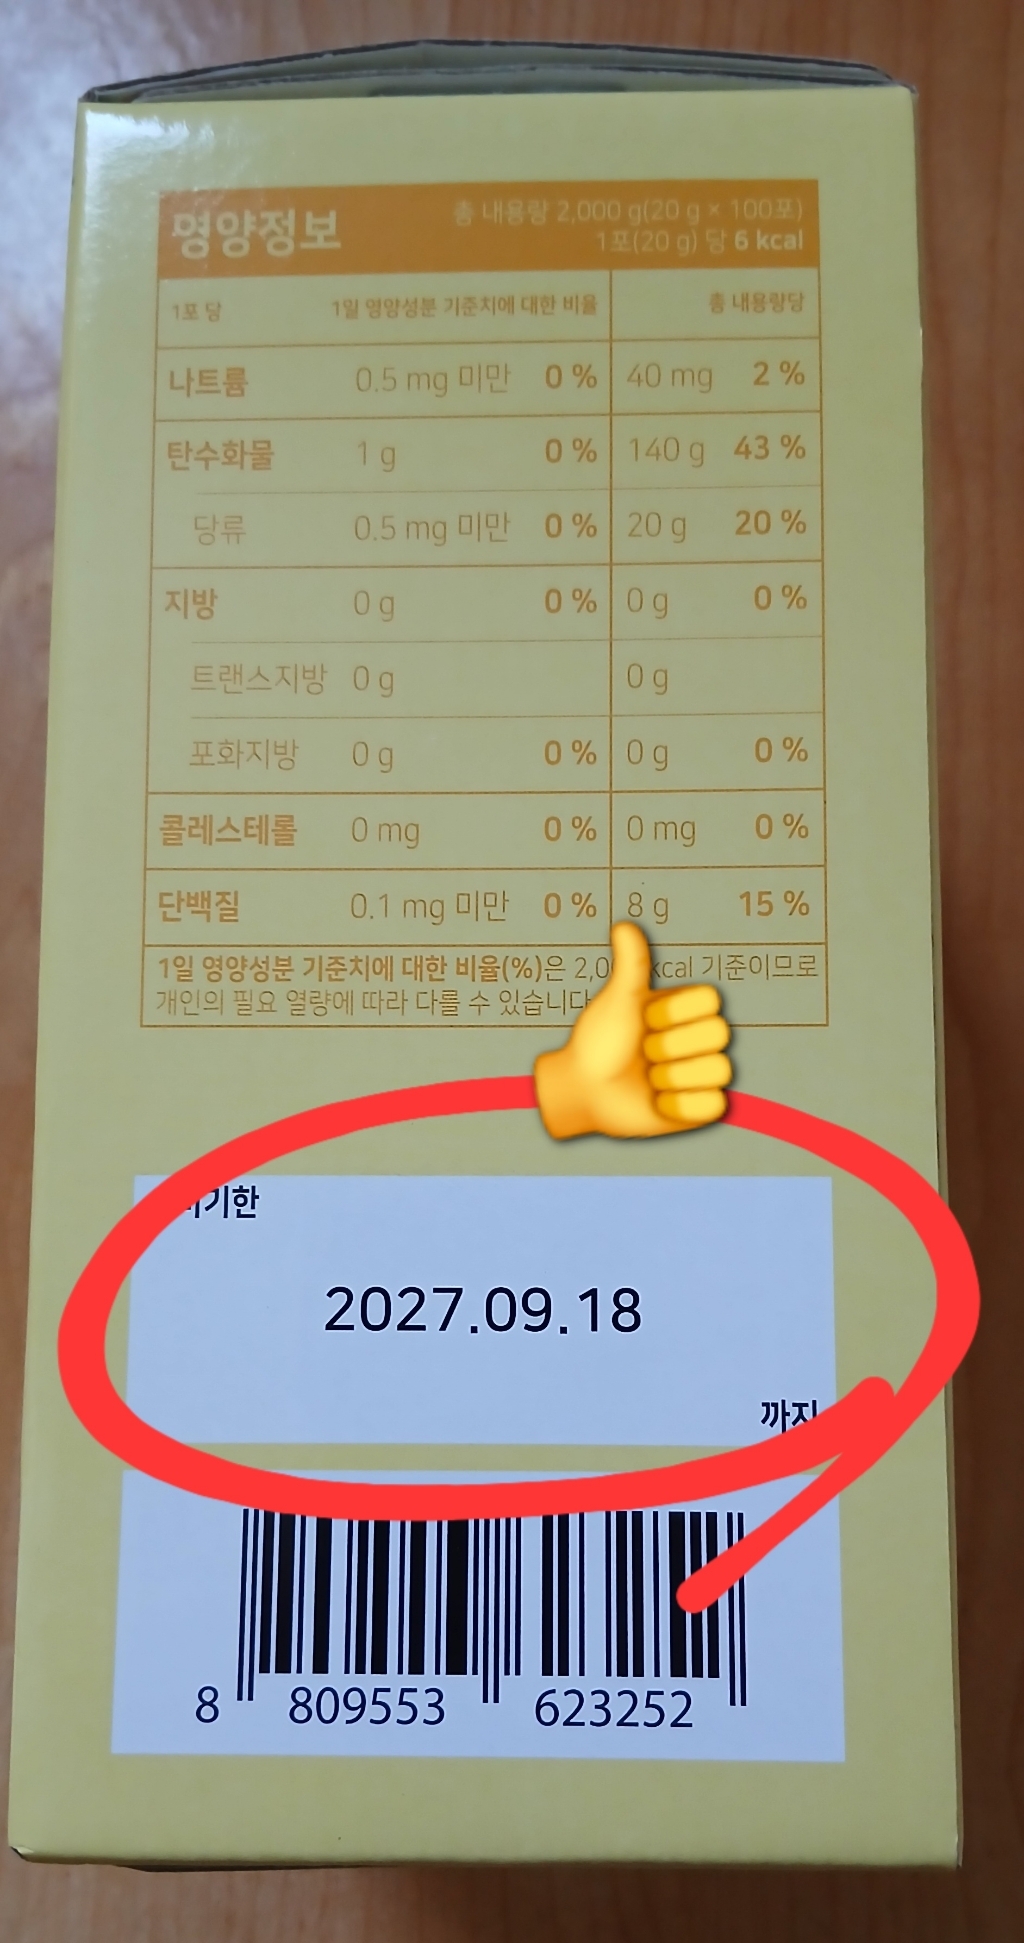 영양정보
총 내용량 2,000 g(20 g × 100포)
1포(20 g) 당 6 kcal
1포 당 1일 영양성분 기준치에 대한 비율 총 내용량당
나트륨 0.5 mg 미만 0 % 40 mg 2 %
탄수화물 1 g 0 % 140 g 43 %
당류 0.5 mg 미만 0 % 20 g 20 %
지방 0 g 0 % 0 g 0 %
트랜스지방 0 g 0 g
포화지방 0 g 0 % 0 g 0 %
콜레스테롤 0 mg 0 % 0 mg 0 %
단백질 0.1 mg 미만 0 % 8 g 15 %
1일 영양성분 기준치에 대한 비율(%)은 kcal 기준이므로
개인의 필요 열량에 따라 다를 수 있습니다
2027.09.18
까지
8 809553 623252